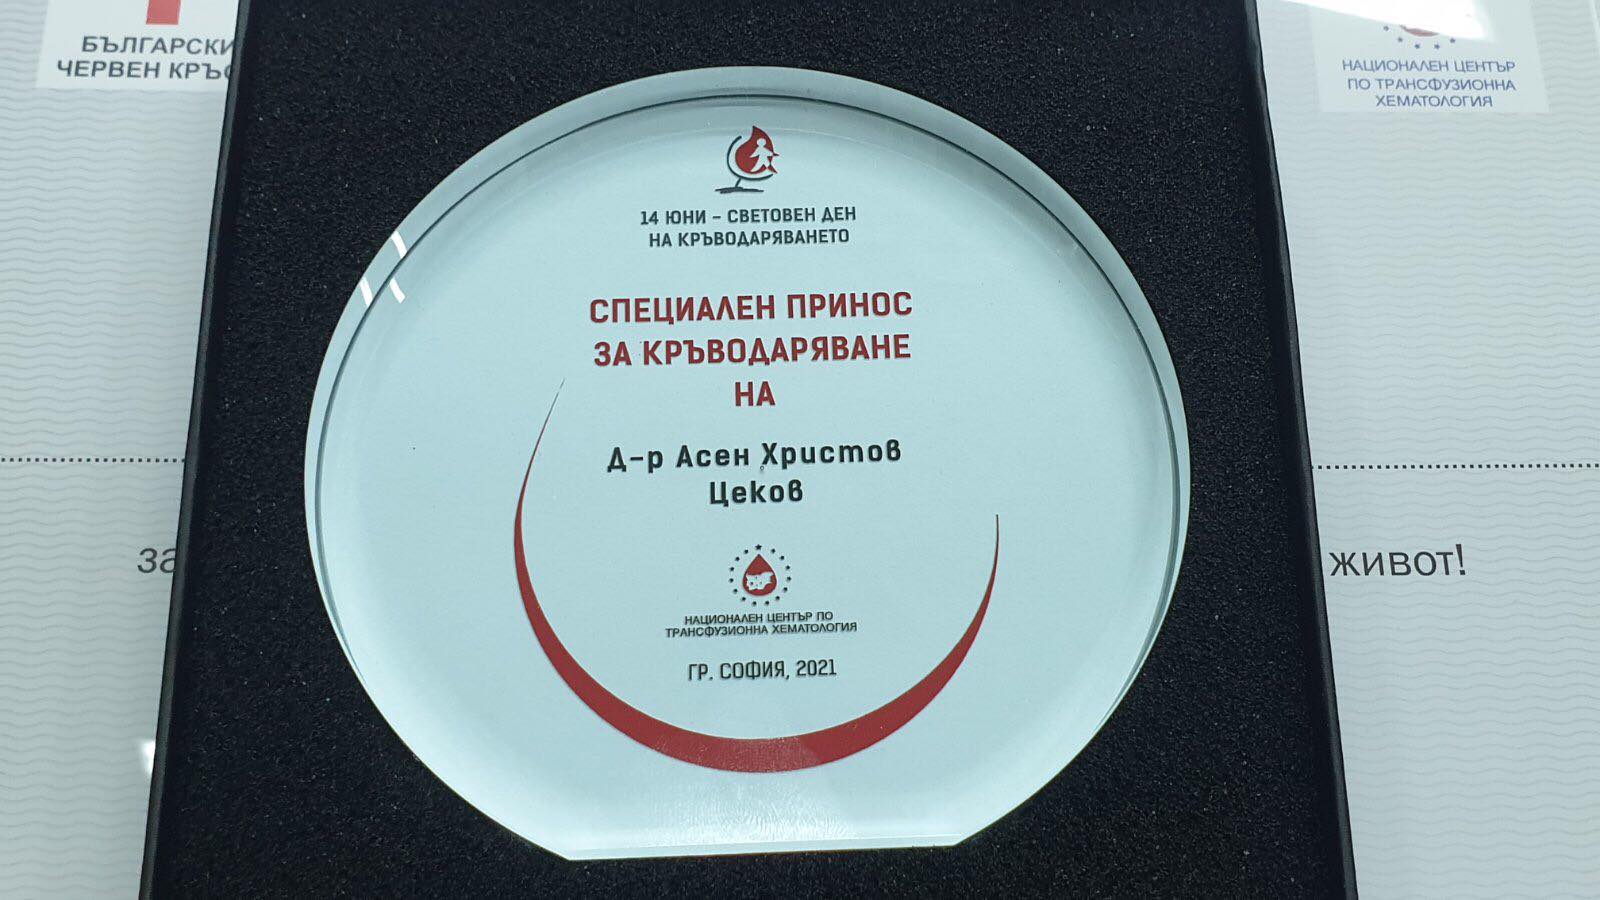 БЪЛГАРСКИ
ЧЕРВЕН
НАЦИОНАЛЕН ЦЕНТЪР
ПО ТРАНСФУЗИОННА
ХЕМАТОЛОГИЯ
14 ЮНИ – СВЕТОВЕН ДЕН
НА КРЪВОДАРЯВАНЕТО
СПЕЦИАЛЕН ПРИНОС
ЗА КРЪВОДАРЯВАНЕ
НА
Д-р Асен Христов
Цеков
НАЦИОНАЛЕН ЦЕНТЪР ПО
ТРАНСФУЗИОННА ХЕМАТОЛОГИЯ
ГР. СОФИЯ, 2021
за
живот!